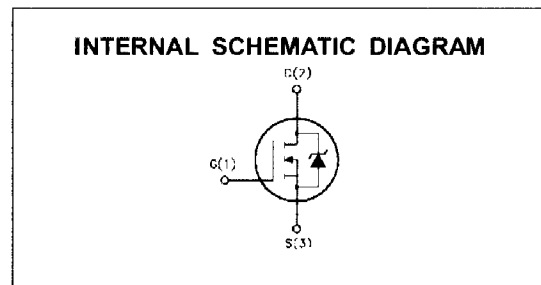 INTERNAL SCHEMATIC DIAGRAM
D(2)
G(1)
S(3)